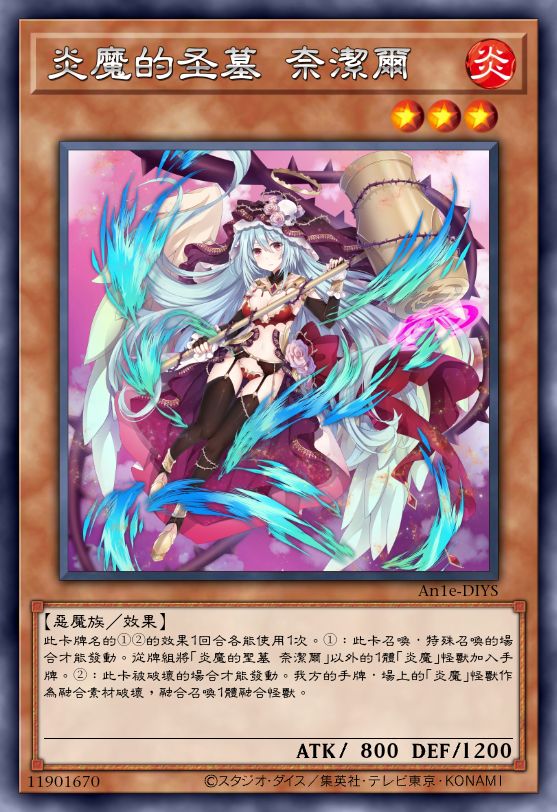 炎魔的圣墓 奈潔爾
炎
An1e-DIYS
【惡魔族／效果】
此卡牌名的①②的效果1回合各能使用1次。①：此卡召喚．特殊召喚的場
合才能發動。從牌組將「炎魔的聖墓 奈潔爾」以外的1體「炎魔」怪獸加入手
牌。②：此卡被破壞的場合才能發動。我方的手牌．場上的「炎魔」怪獸作
為融合素材破壞，融合召喚1體融合怪獸。
ATK/ 800 DEF/1200
11901670 ©スタジオ・ダイス／集英社・テレビ東京・KONAMI